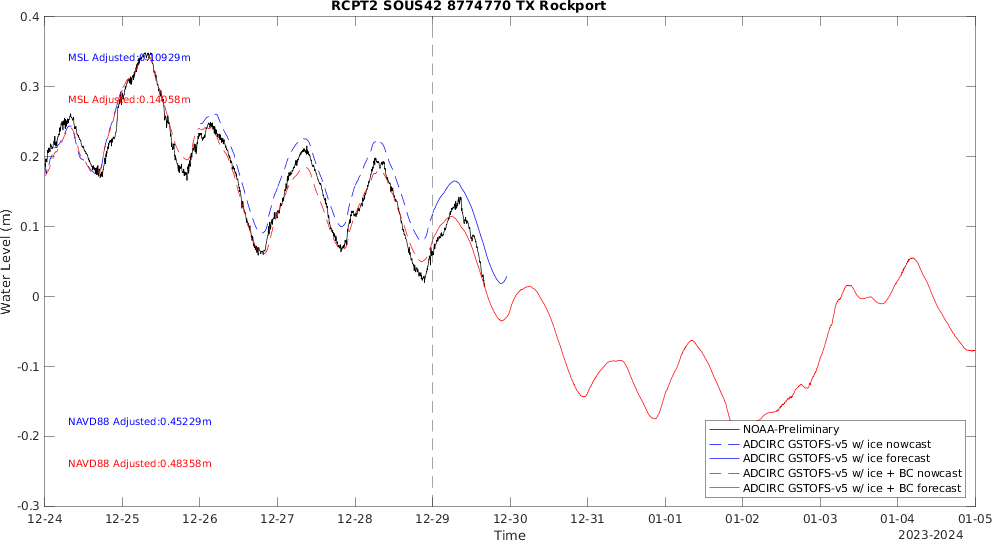 RCPT2 SOUS42 8774770 TX Rockport
0.4
0.3
0.2
0.1
0
-0.1
-0.2
-0.3
Water Level (m)
MSL Adjusted:0.10929m
MSL Adjusted:0.14058m
NAVD88 Adjusted:0.45229m
NAVD88 Adjusted:0.48358m
NOAA-Preliminary
ADCIRC GSTOFS-v5 w/ ice nowcast
ADCIRC GSTOFS-v5 w/ ice forecast
ADCIRC GSTOFS-v5 w/ ice + BC nowcast
ADCIRC GSTOFS-v5 w/ ice + BC forecast
12-24 12-25 12-26 12-27 12-28 12-29 12-30 12-31 01-01 01-02 01-03 01-04 01-05
Time
2023-2024